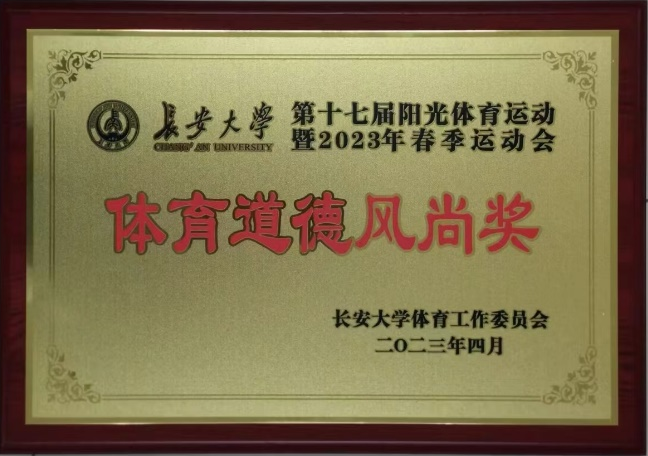 长安大学
CHANG'AN UNIVERSITY
第十七届阳光体育运动
暨2023年春季运动会
体育道德风尚奖
长安大学体育工作委员会
二〇二三年四月